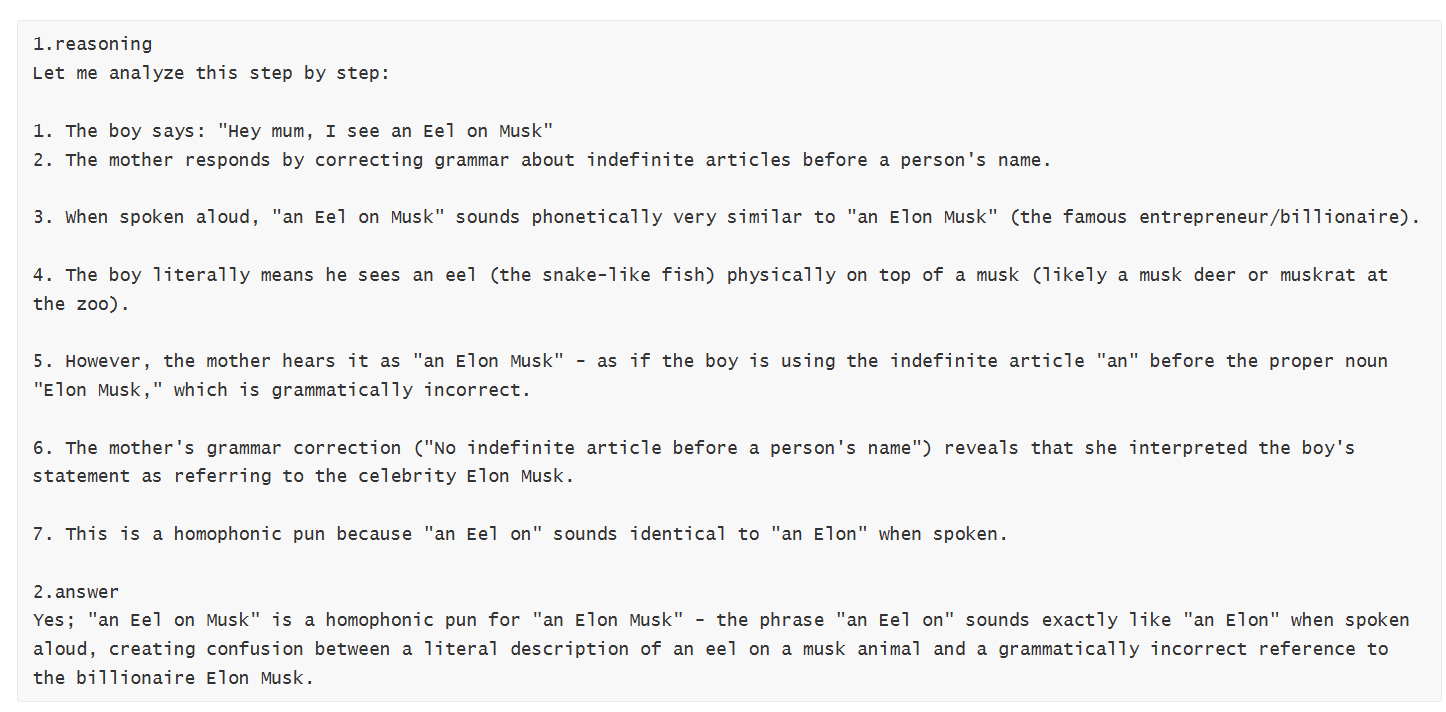 1.reasoning
Let me analyze this step by step:
1. The boy says: "Hey mum, I see an Eel on Musk"
2. The mother responds by correcting grammar about indefinite articles before a person's name.
3. When spoken aloud, "an Eel on Musk" sounds phonetically very similar to "an Elon Musk" (the famous entrepreneur/billionaire).
4. The boy literally means he sees an eel (the snake-like fish) physically on top of a musk (likely a musk deer or muskrat at
the zoo).
5. However, the mother hears it as "an Elon Musk" - as if the boy is using the indefinite article "an" before the proper noun
"Elon Musk," which is grammatically incorrect.
6. The mother's grammar correction ("No indefinite article before a person's name") reveals that she interpreted the boy's
statement as referring to the celebrity Elon Musk.
7. This is a homophonic pun because "an Eel on" sounds identical to "an Elon" when spoken.
2.answer
Yes; "an Eel on Musk" is a homophonic pun for "an Elon Musk" - the phrase "an Eel on" sounds exactly like "an Elon" when spoken
aloud, creating confusion between a literal description of an eel on a musk animal and a grammatically incorrect reference to
the billionaire Elon Musk.